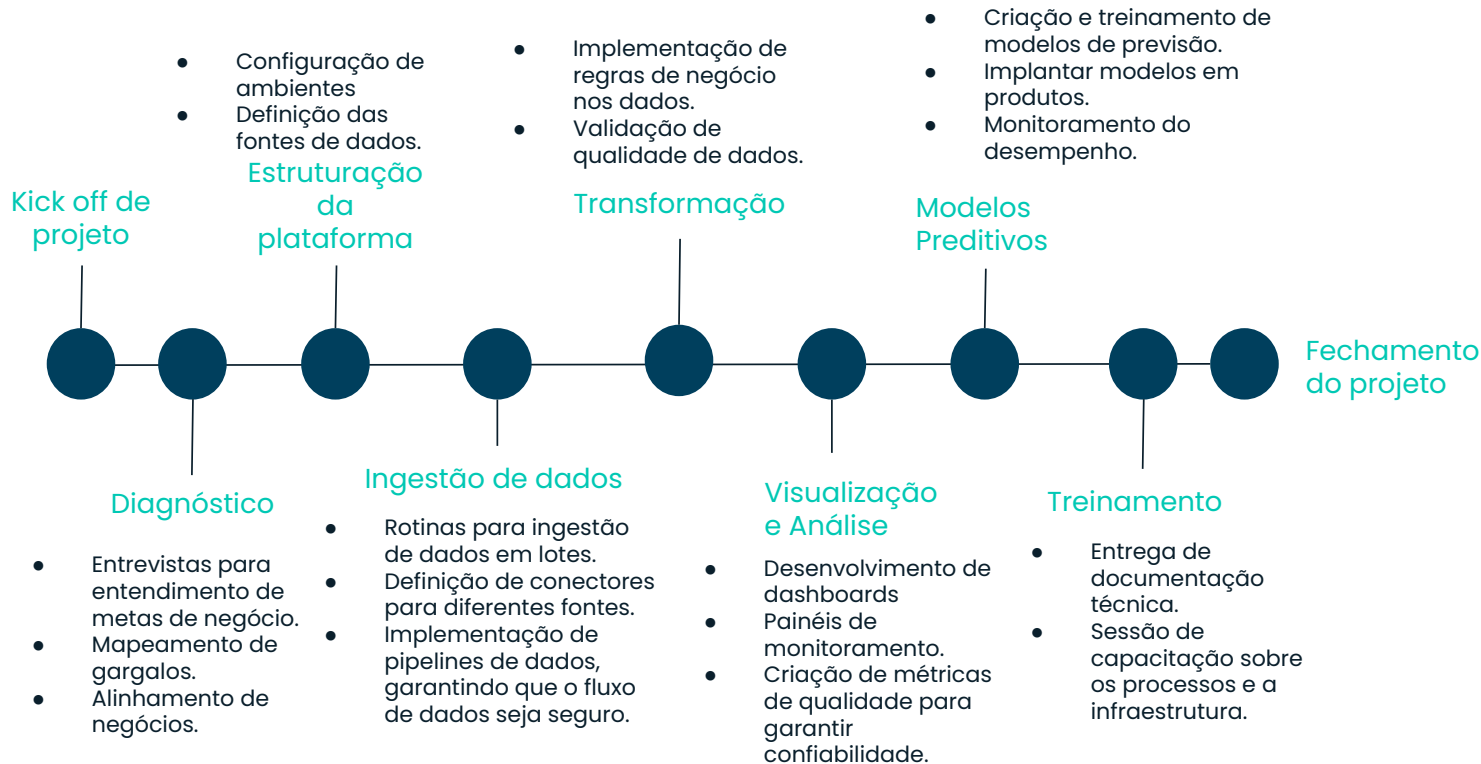 Kick off de
projeto
Diagnóstico
● Entrevistas para
entendimento de
metas de negócio.
● Mapeamento de
gargalos.
● Alinhamento de
negócios.
● Configuração de
ambientes
● Definição das
fontes de dados.
Estruturação
da
plataforma
Ingestão de dados
● Rotinas para ingestão
de dados em lotes.
● Definição de conectores
para diferentes fontes.
● Implementação de
pipelines de dados,
garantindo que o fluxo
de dados seja seguro.
● Implementação de
regras de negócio
nos dados.
● Validação de
qualidade de dados.
Transformação
Visualização
e Análise
● Desenvolvimento de
dashboards
● Painéis de
monitoramento.
● Criação de métricas
de qualidade para
garantir
confiabilidade.
● Criação e treinamento de
modelos de previsão.
● Implantar modelos em
produtos.
● Monitoramento do
desempenho.
Modelos
Preditivos
Treinamento
● Entrega de
documentação
técnica.
● Sessão de
capacitação sobre
os processos e a
infraestrutura.
Fechamento
do projeto